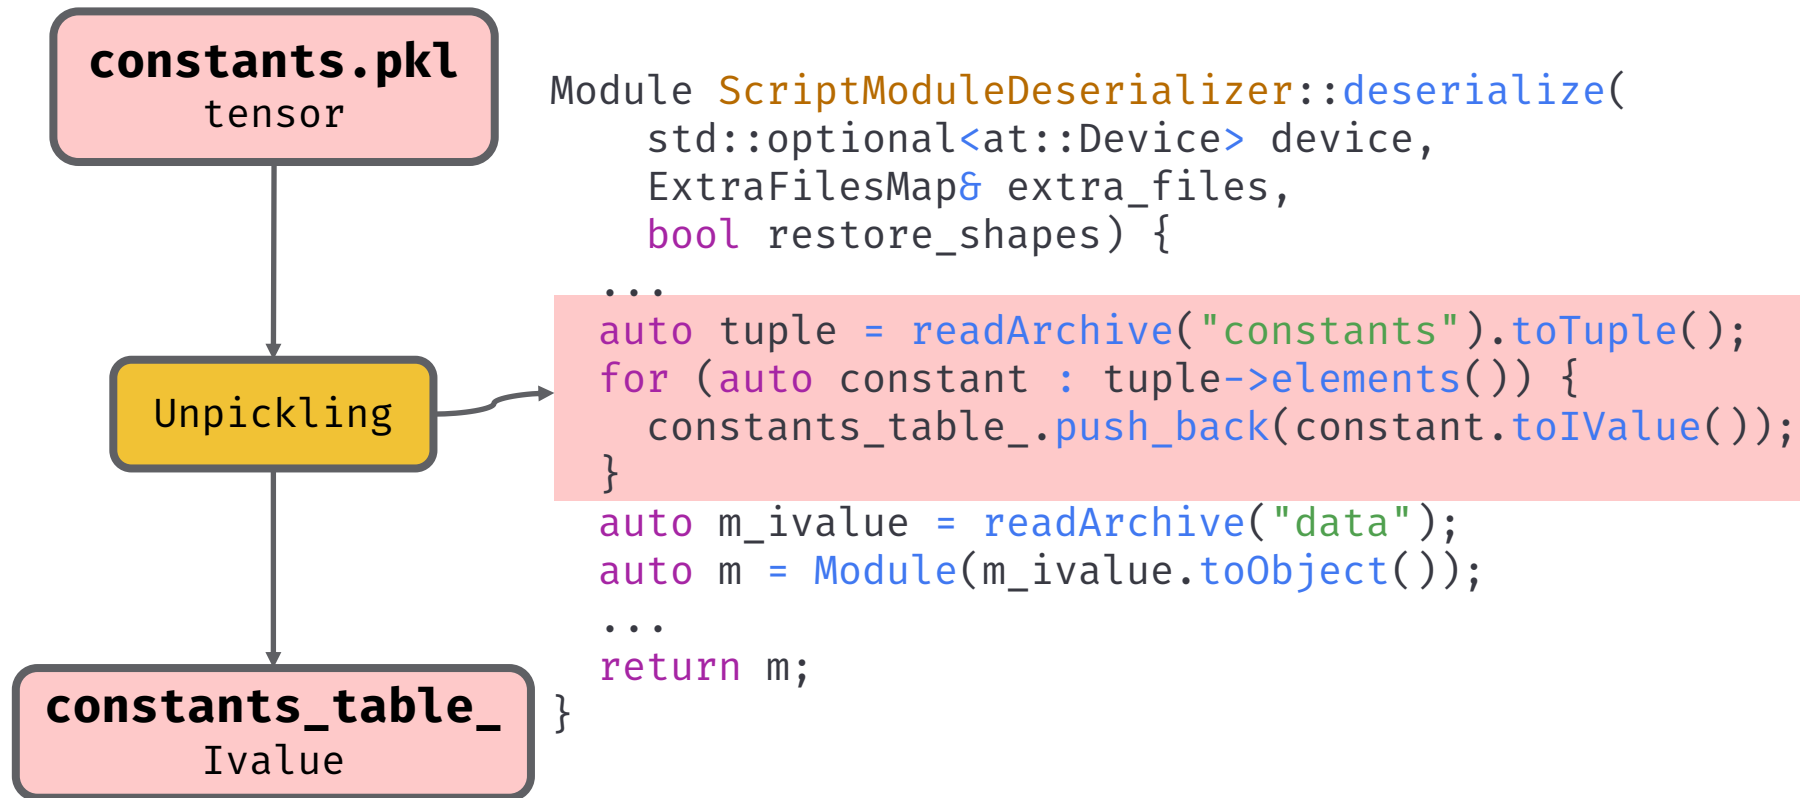 constants.pkl
tensor
Unpickling
constants_table_
Ivalue
Module ScriptModuleDeserializer::deserialize(
    std::optional<at::Device> device,
    ExtraFilesMap& extra_files,
    bool restore_shapes) {
  ...
  auto tuple = readArchive("constants").toTuple();
  for (auto constant : tuple->elements()) {
    constants_table_.push_back(constant.toIValue());
  }
  auto m_ivalue = readArchive("data");
  auto m = Module(m_ivalue.toObject());
  ...
  return m;
}